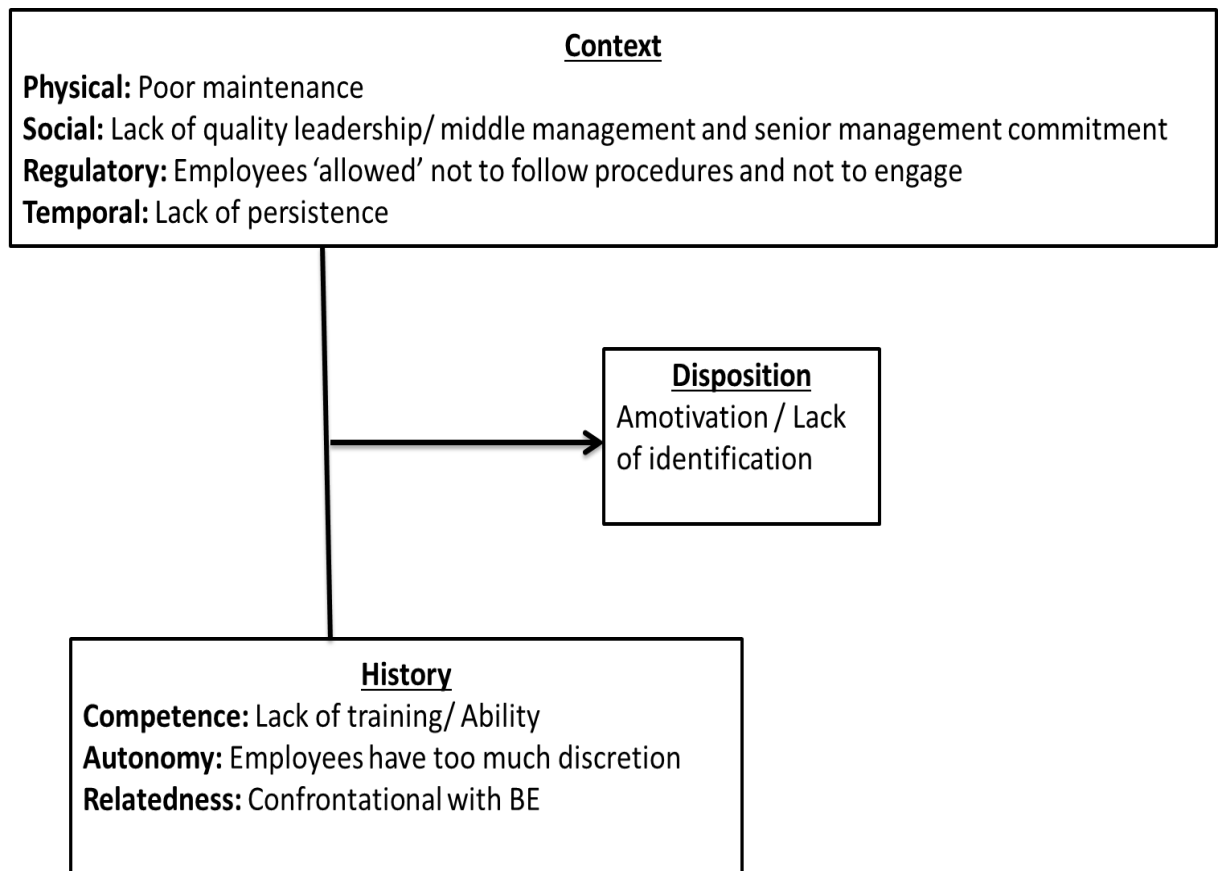 Context
Physical: Poor maintenance
Social: Lack of quality leadership/ middle management and senior management commitment
Regulatory: Employees ‘allowed’ not to follow procedures and not to engage
Temporal: Lack of persistence
Disposition
Amotivation / Lack
of identification
History
Competence: Lack of training/ Ability
Autonomy: Employees have too much discretion
Relatedness: Confrontational with BE